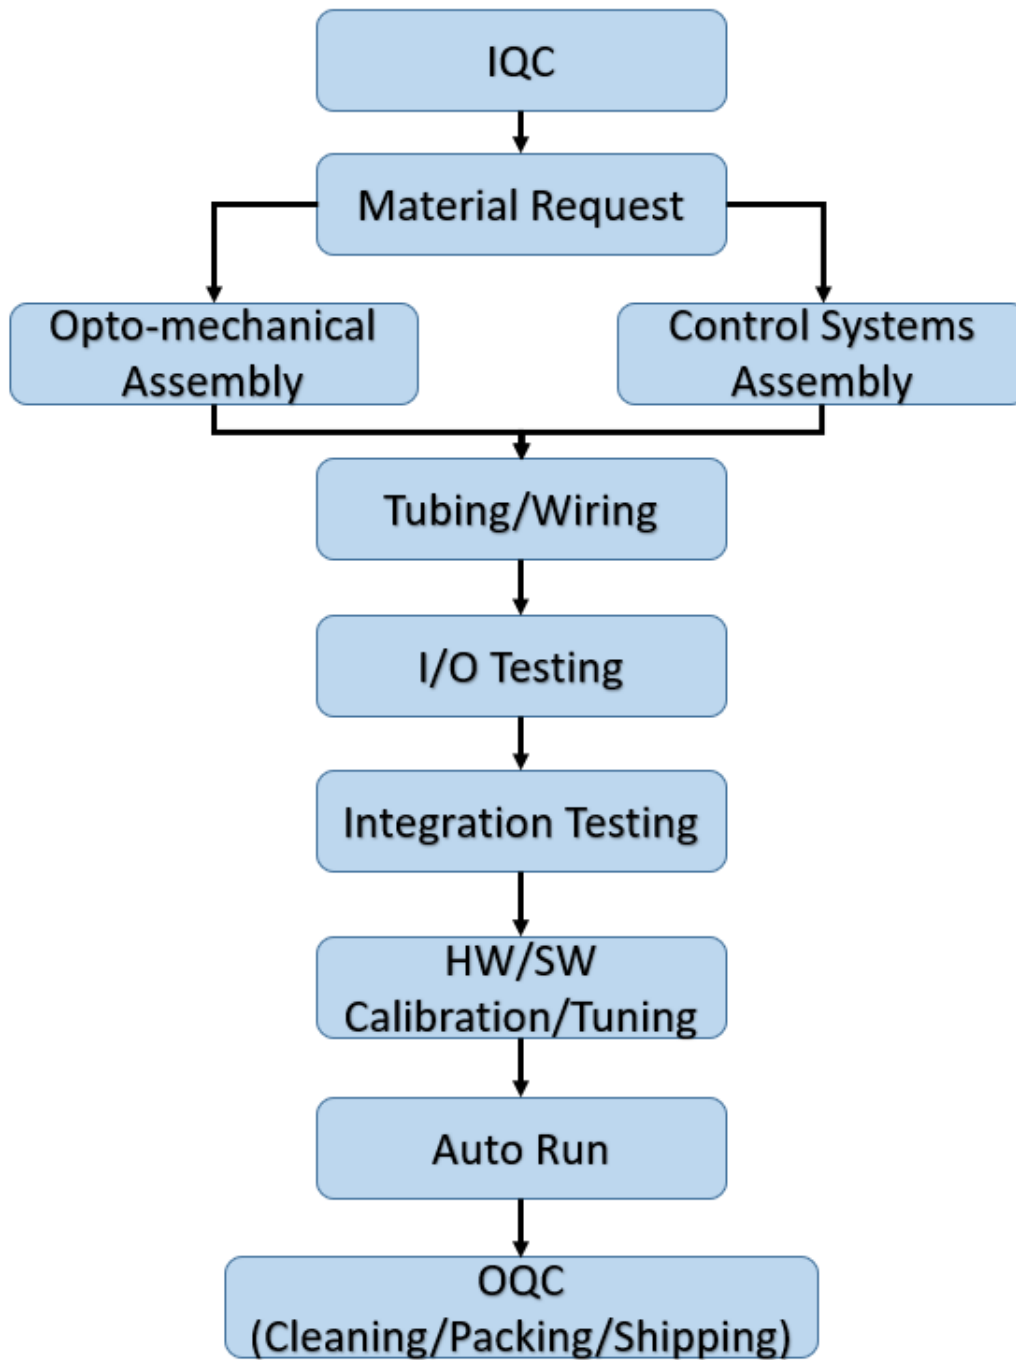 IQC
Material Request
Opto-mechanical
Assembly
Control Systems
Assembly
Tubing/Wiring
I/O Testing
Integration Testing
HW/SW
Calibration/Tuning
Auto Run
OQC
(Cleaning/Packing/Shipping)